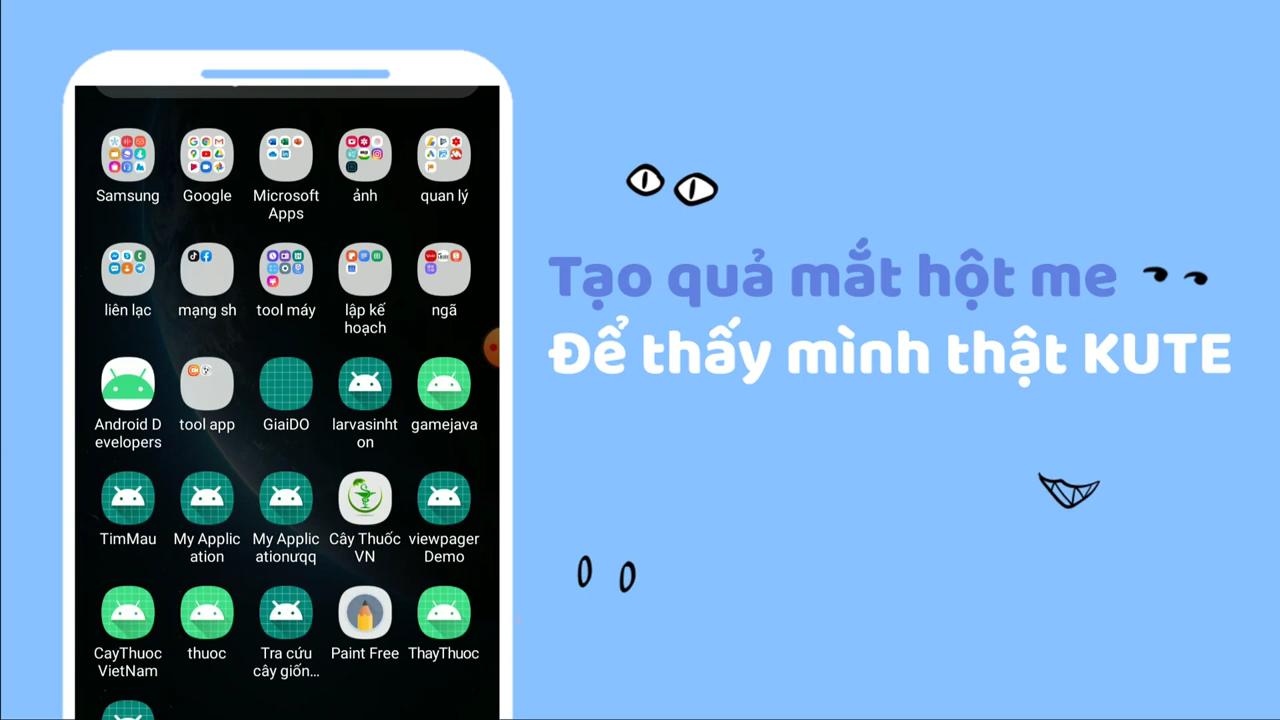 Samsung
Google
Microsoft
Apps
ảnh
quan lý
liên lạc
mạng sh
tool máy
lập kế
hoạch
ngã
Android D
evelopers
tool app
GiaiDO
larvasinht
on
gamejava
TimMau
My Applic
ation
My Applic
ationưqq
Cây Thuốc
VN
viewpager
Demo
CayThuoc
VietNam
thuoc
Tra cứu
cây giốn...
Paint Free
ThayThuoc
Tạo quả mắt hột me
Để thấy mình thật KUTE